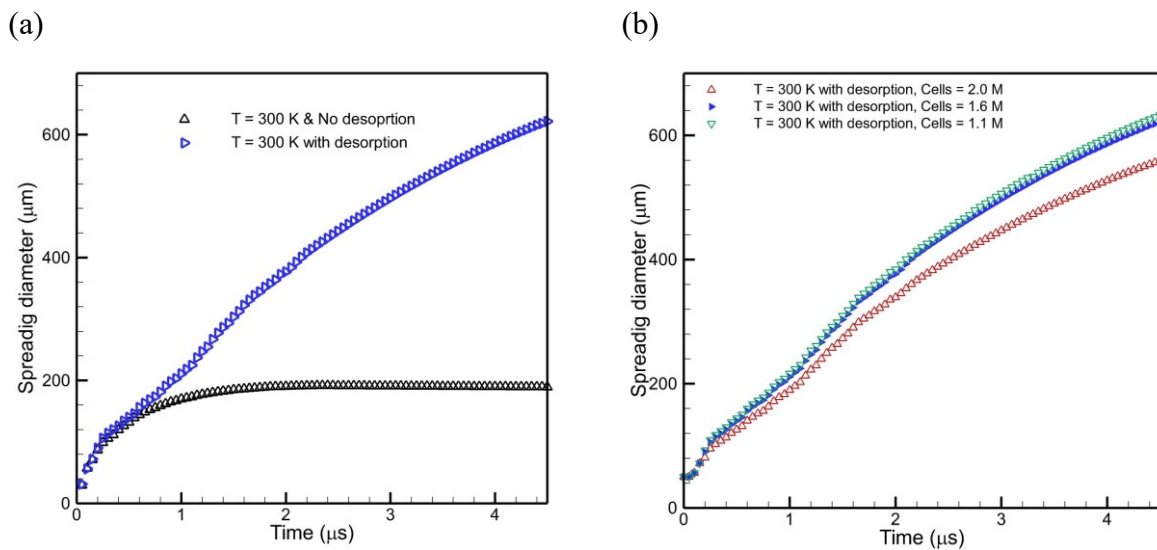 (a)
(b)
T = 300 K & No desoprtion
T = 300 K with desorption
600
400
200
0
Spreadig diameter (μm)
0 1 2 3 4
Time (μs)
T = 300 K with desorption, Cells = 2.0 M
T = 300 K with desorption, Cells = 1.6 M
T = 300 K with desorption, Cells = 1.1 M
600
400
200
0
Spreadig diameter (μm)
0 1 2 3 4
Time (μs)